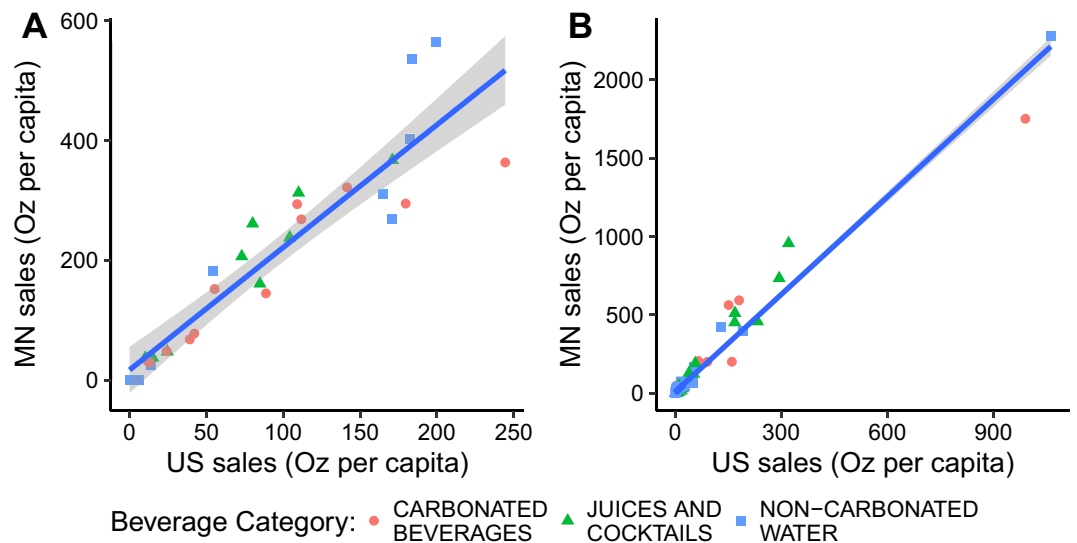 A
MN sales (Oz per capita)
600
400
200
0
0 50 100 150 200 250
US sales (Oz per capita)
B
MN sales (Oz per capita)
2000
1500
1000
500
0
0 300 600 900
US sales (Oz per capita)
Beverage Category:
CARBONATED
BEVERAGES
JUICES AND
COCKTAILS
NON−CARBONATED
WATER